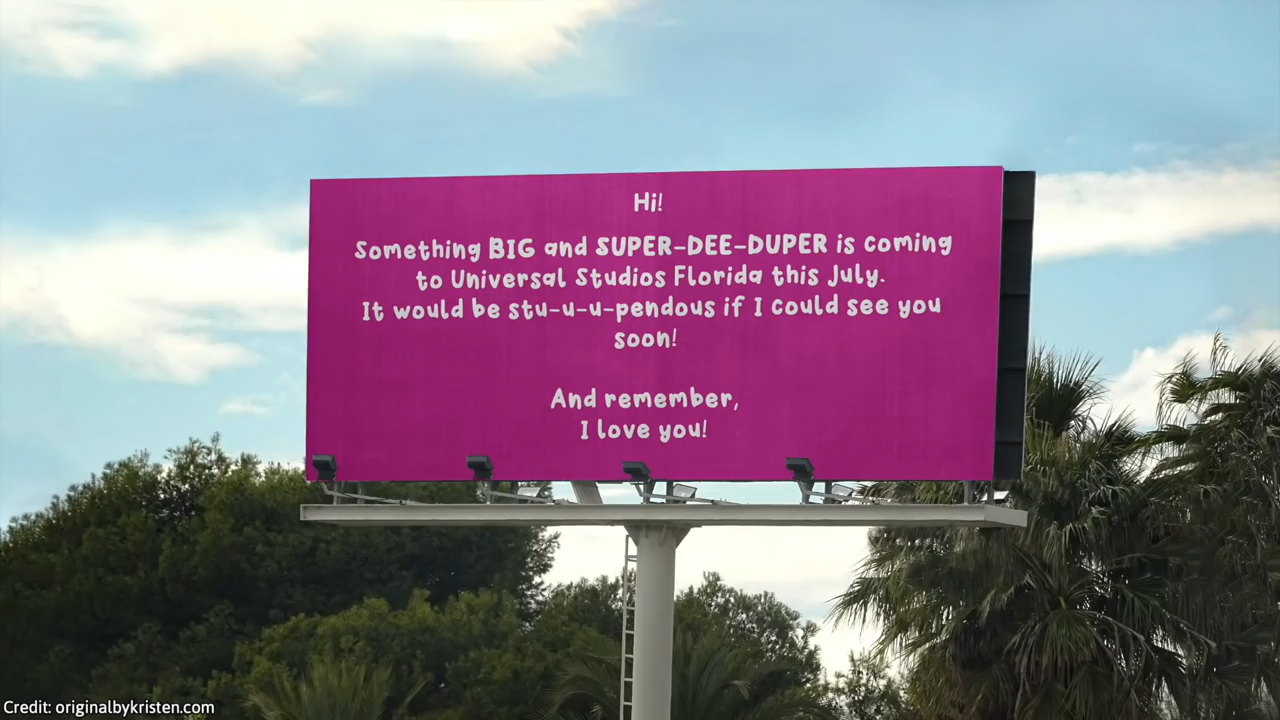 Hi!
Something BIG and SUPER-DEE-DUPER is coming
to Universal Studios Florida this July.
It would be stu-u-u-pendous if I could see you
soon!
And remember,
I love you!
Credit: originalbykristen.com